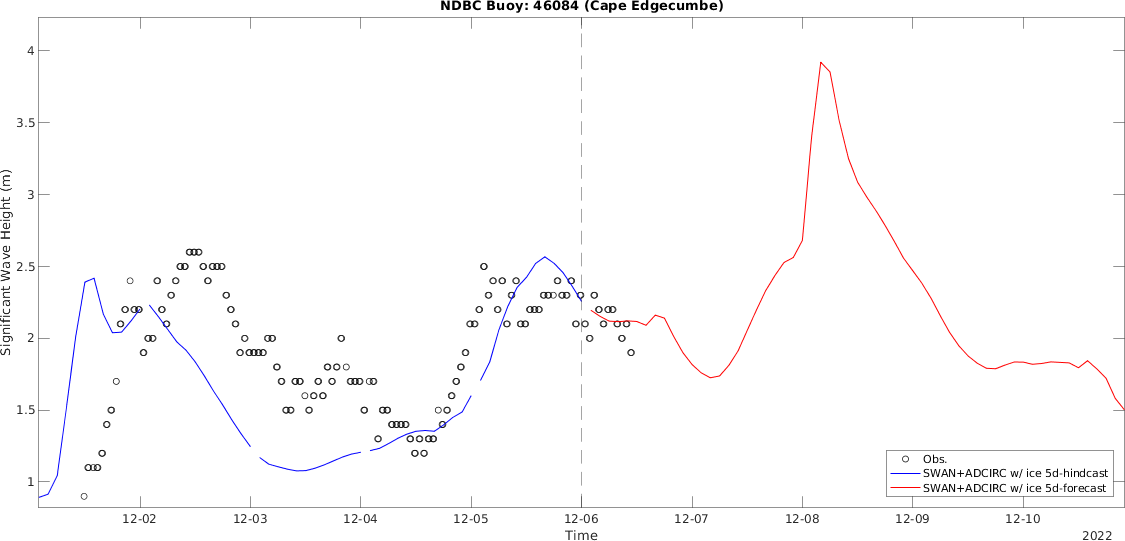 NDBC Buoy: 46084 (Cape Edgecumbe)
Significant Wave Height (m)
4
3.5
3
2.5
2
1.5
1
Obs.
SWAN+ADCIRC w/ ice 5d-hindcast
SWAN+ADCIRC w/ ice 5d-forecast
12-02 12-03 12-04 12-05 12-06 12-07 12-08 12-09 12-10
Time
2022